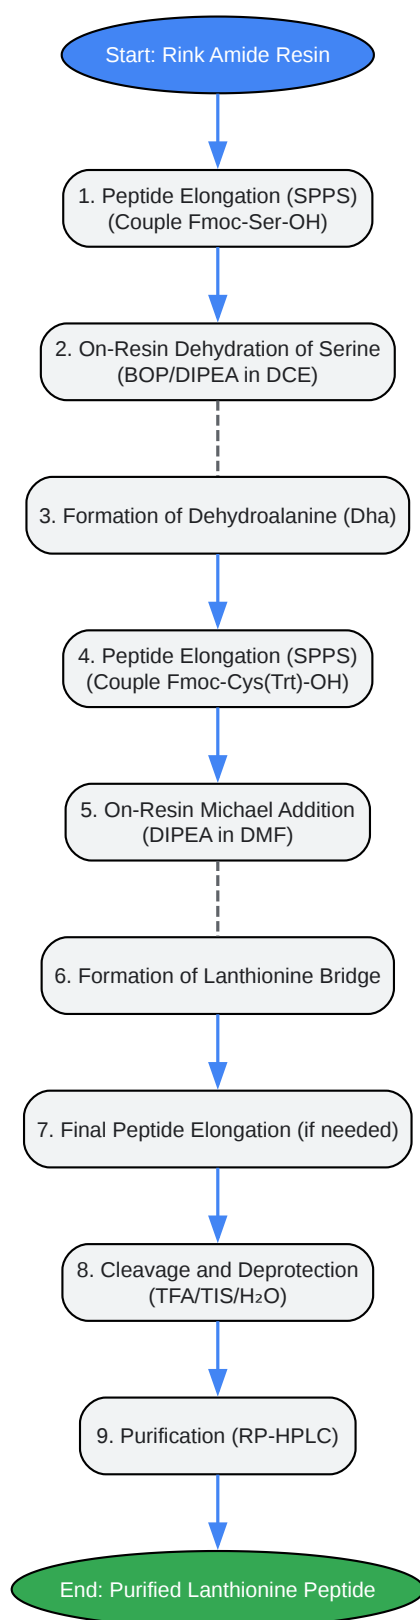 Start: Rink Amide Resin
1. Peptide Elongation (SPPS)
(Couple Fmoc-Ser-OH)
2. On-Resin Dehydration of Serine
(BOP/DIPEA in DCE)
3. Formation of Dehydroalanine (Dha)
4. Peptide Elongation (SPPS)
(Couple Fmoc-Cys(Trt)-OH)
5. On-Resin Michael Addition
(DIPEA in DMF)
6. Formation of Lanthionine Bridge
7. Final Peptide Elongation (if needed)
8. Cleavage and Deprotection
(TFA/TIS/H₂O)
9. Purification (RP-HPLC)
End: Purified Lanthionine Peptide